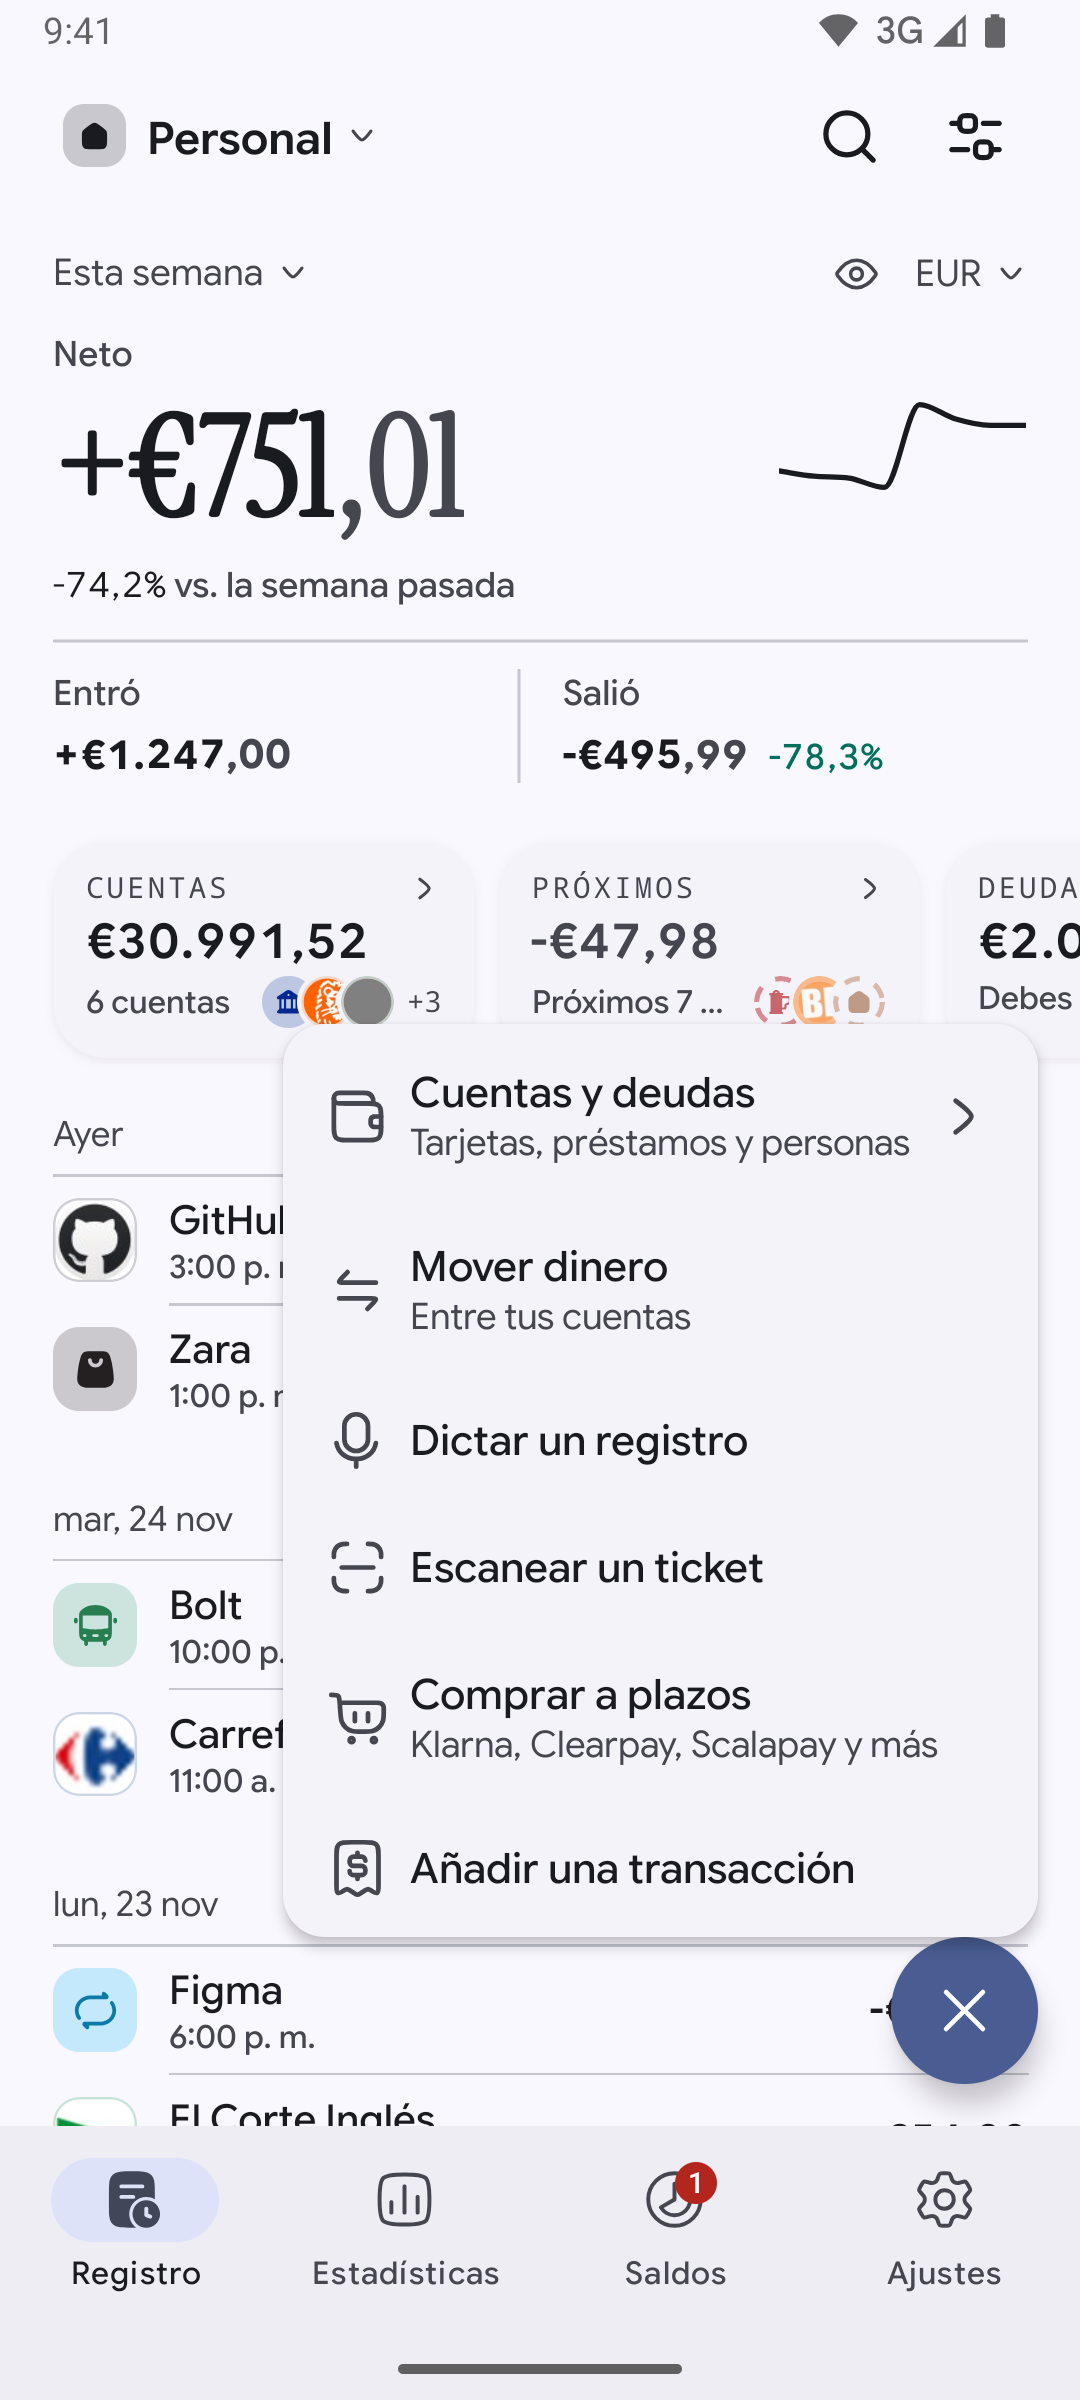 9:41
3G
Personal
Esta semana
EUR
Neto
+€751,01
-74,2% vs. la semana pasada
Entró
Salió
+€1.247,00
-€495,99 -78,3%
CUENTAS
€30.991,52
6 cuentas
+3
PRÓXIMOS
-€47,98
Próximos 7 ...
DEUDA
€2.0
Debes
Cuentas y deudas
Tarjetas, préstamos y personas
Mover dinero
Entre tus cuentas
Dictar un registro
Escanear un ticket
Comprar a plazos
Klarna, Clearpay, Scalapay y más
Añadir una transacción
Ayer
GitHu
3:00 p.
Zara
1:00 p.
mar, 24 nov
Bolt
10:00 p.
Carref
11:00 a.
lun, 23 nov
Figma
6:00 p. m.
El Corte Inglés
1
Registro
Estadísticas
Saldos
Ajustes